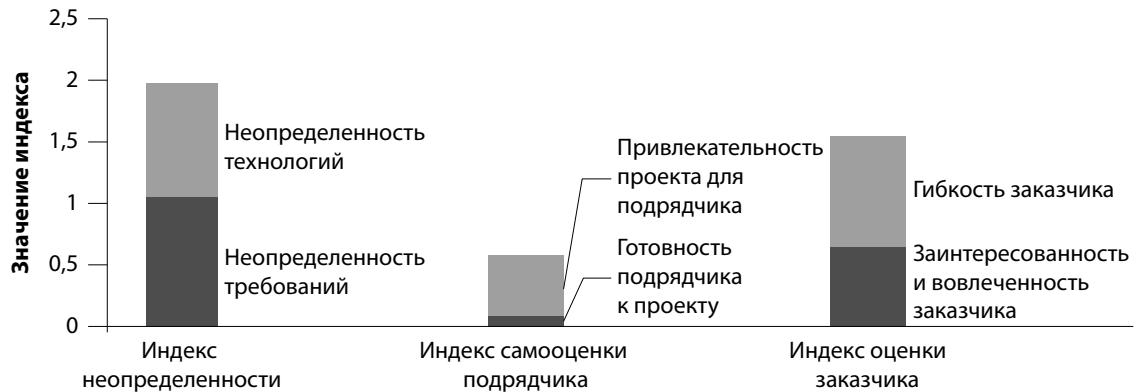 Значение индекса
2,5
2
1,5
1
0,5
0
Неопределенность
технологий
Неопределенность
требований
Привлекательность
проекта для
подрядчика
Готовность
подрядчика
к проекту
Гибкость заказчика
Заинтересованность
и вовлеченность
заказчика
Индекс
неопределенности
Индекс самооценки
подрядчика
Индекс оценки
заказчика